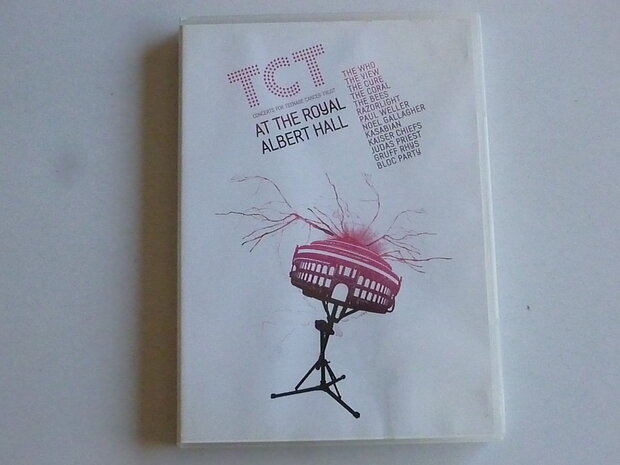 TCT
CONCERTS FOR TEENAGE CANCER TRUST
AT THE ROYAL
ALBERT HALL
THE WHO
THE VIEW
THE CURE
THE CORAL
THE BEES
RAZORLIGHT
PAUL WELLER
NOEL GALLAGHER
KASABIAN
KAISER CHIEFS
JUDAS PRIEST
GRUFF RHYS
BLOC PARTY